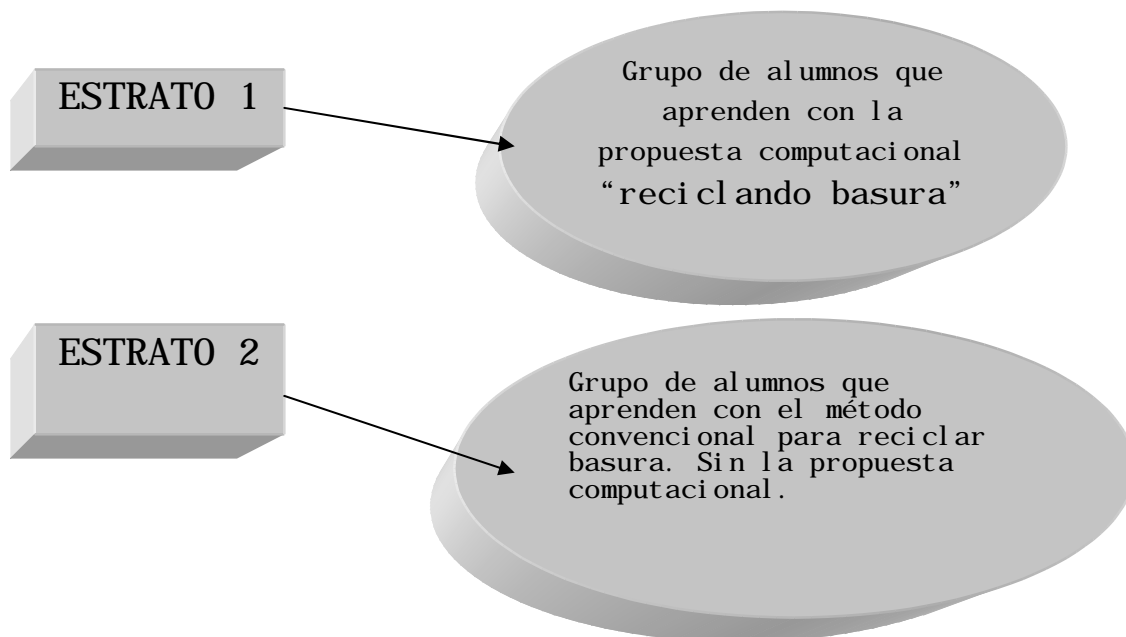 ESTRATO 1
Grupo de alumnos que
aprenden con la
propuesta computacional
“reciclando basura”
ESTRATO 2
Grupo de alumnos que
aprenden con el método
convencional para reciclar
basura. Sin la propuesta
computacional.